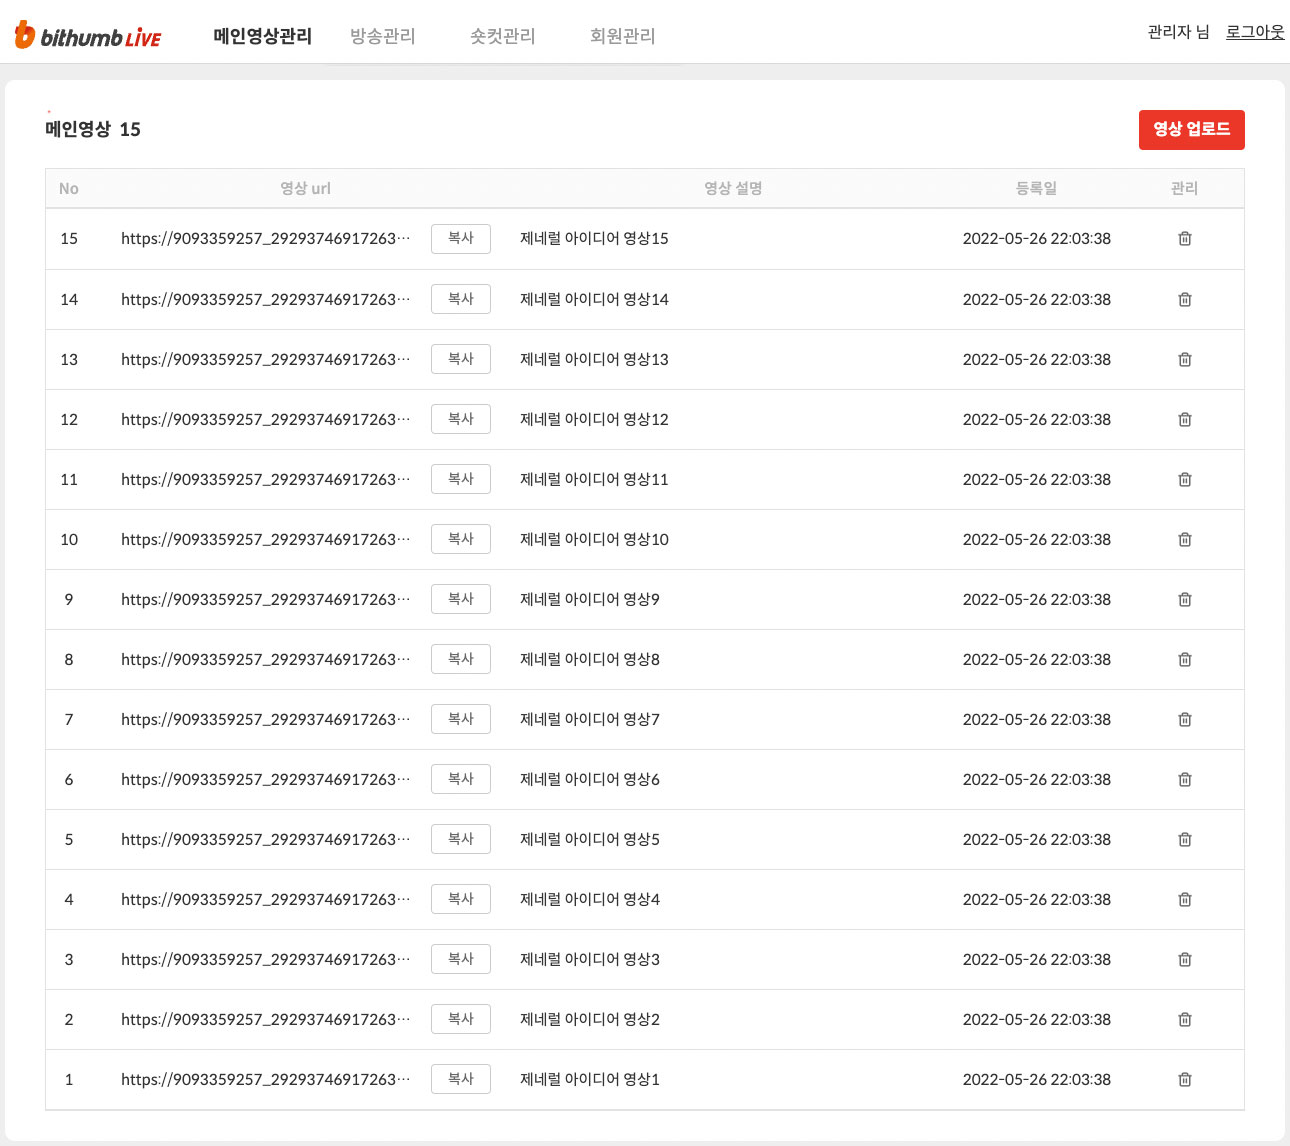 bithumb LIVE 메인영상관리 방송관리 숏컷관리 회원관리 관리자 님 로그아웃
메인영상 15 영상 업로드
No 영상 url 영상 설명 등록일 관리
15 https://9093359257_29293746917263… 복사 제네럴 아이디어 영상15 2022-05-26 22:03:38
14 https://9093359257_29293746917263… 복사 제네럴 아이디어 영상14 2022-05-26 22:03:38
13 https://9093359257_29293746917263… 복사 제네럴 아이디어 영상13 2022-05-26 22:03:38
12 https://9093359257_29293746917263… 복사 제네럴 아이디어 영상12 2022-05-26 22:03:38
11 https://9093359257_29293746917263… 복사 제네럴 아이디어 영상11 2022-05-26 22:03:38
10 https://9093359257_29293746917263… 복사 제네럴 아이디어 영상10 2022-05-26 22:03:38
9 https://9093359257_29293746917263… 복사 제네럴 아이디어 영상9 2022-05-26 22:03:38
8 https://9093359257_29293746917263… 복사 제네럴 아이디어 영상8 2022-05-26 22:03:38
7 https://9093359257_29293746917263… 복사 제네럴 아이디어 영상7 2022-05-26 22:03:38
6 https://9093359257_29293746917263… 복사 제네럴 아이디어 영상6 2022-05-26 22:03:38
5 https://9093359257_29293746917263… 복사 제네럴 아이디어 영상5 2022-05-26 22:03:38
4 https://9093359257_29293746917263… 복사 제네럴 아이디어 영상4 2022-05-26 22:03:38
3 https://9093359257_29293746917263… 복사 제네럴 아이디어 영상3 2022-05-26 22:03:38
2 https://9093359257_29293746917263… 복사 제네럴 아이디어 영상2 2022-05-26 22:03:38
1 https://9093359257_29293746917263… 복사 제네럴 아이디어 영상1 2022-05-26 22:03:38